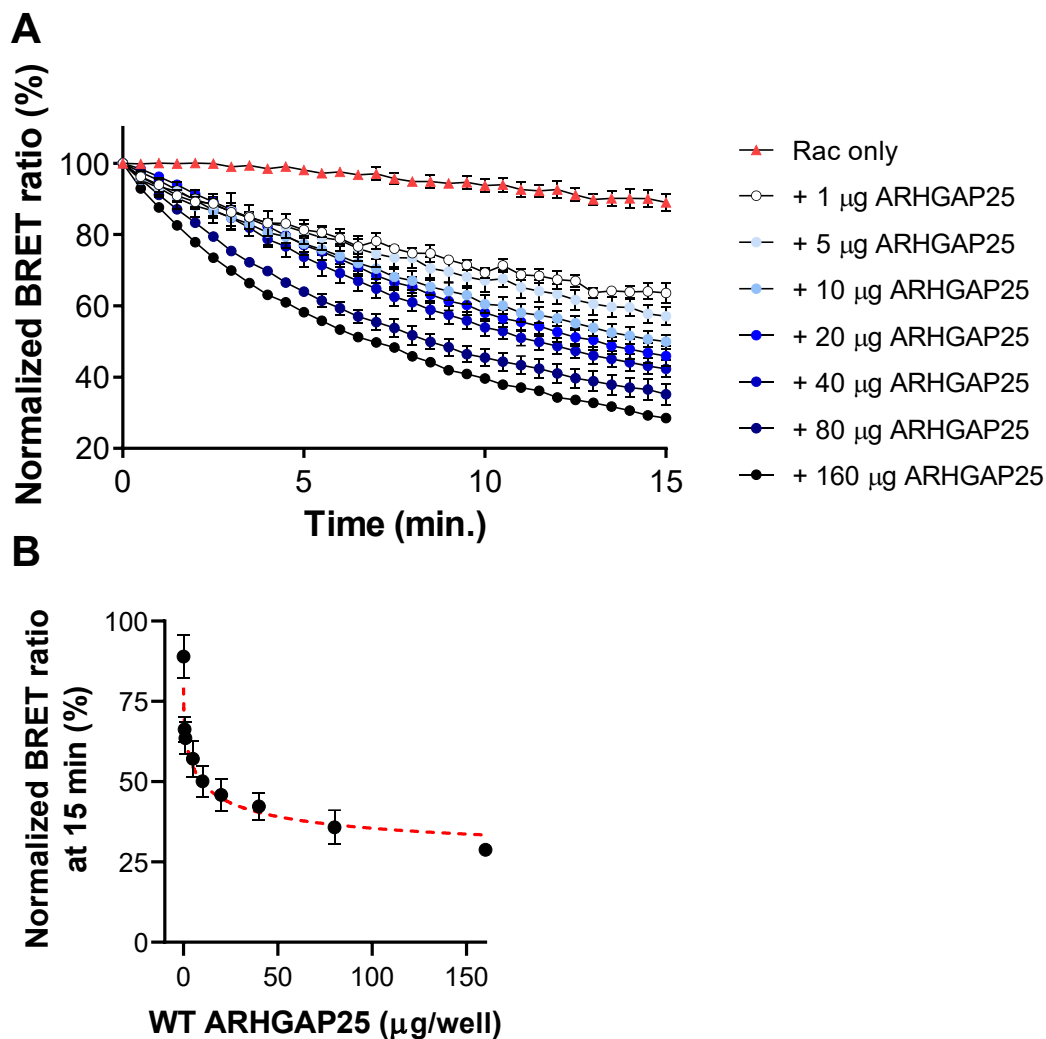 A
Normalized BRET ratio (%)
100
80
60
40
20
0
5
10
15
Time (min.)
Rac only
+ 1 μg ARHGAP25
+ 5 μg ARHGAP25
+ 10 μg ARHGAP25
+ 20 μg ARHGAP25
+ 40 μg ARHGAP25
+ 80 μg ARHGAP25
+ 160 μg ARHGAP25
B
Normalized BRET ratio
at 15 min (%)
100
75
50
25
0
0
50
100
150
WT ARHGAP25 (μg/well)